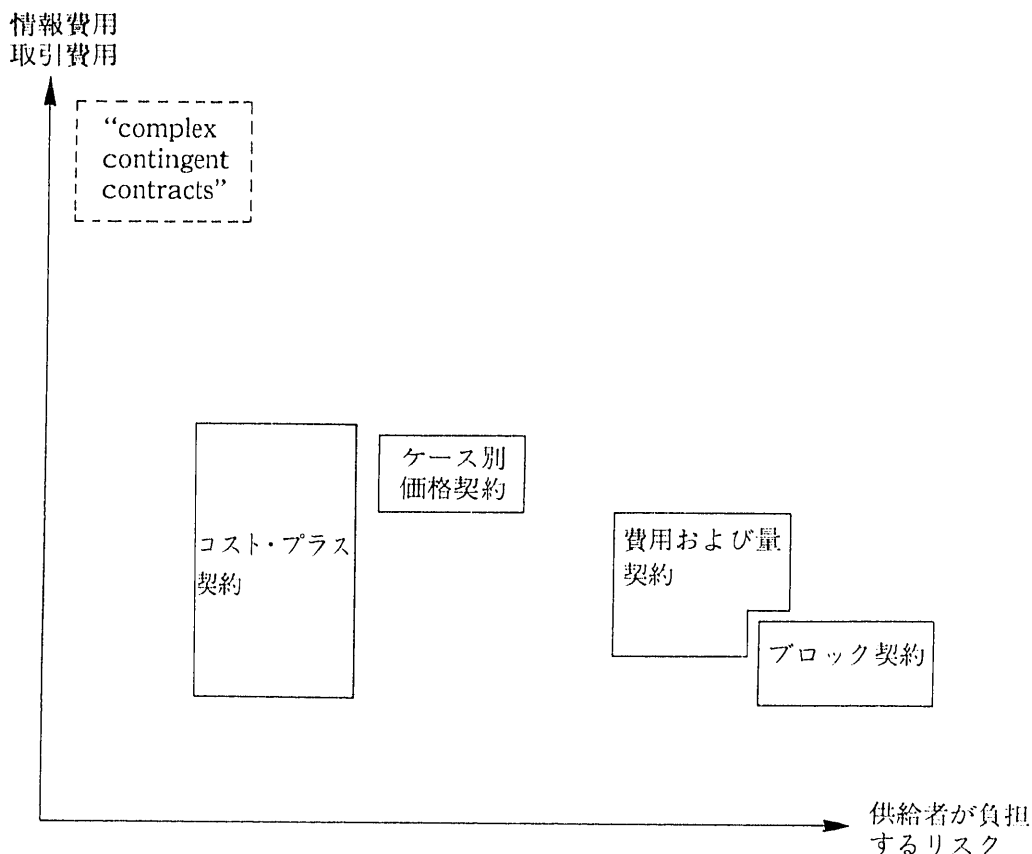 情報費用
取引費用
“complex
contingent
contracts”
ケース別
価格契約
コスト・プラス
契約
費用および量
契約
ブロック契約
供給者が負担
するリスク